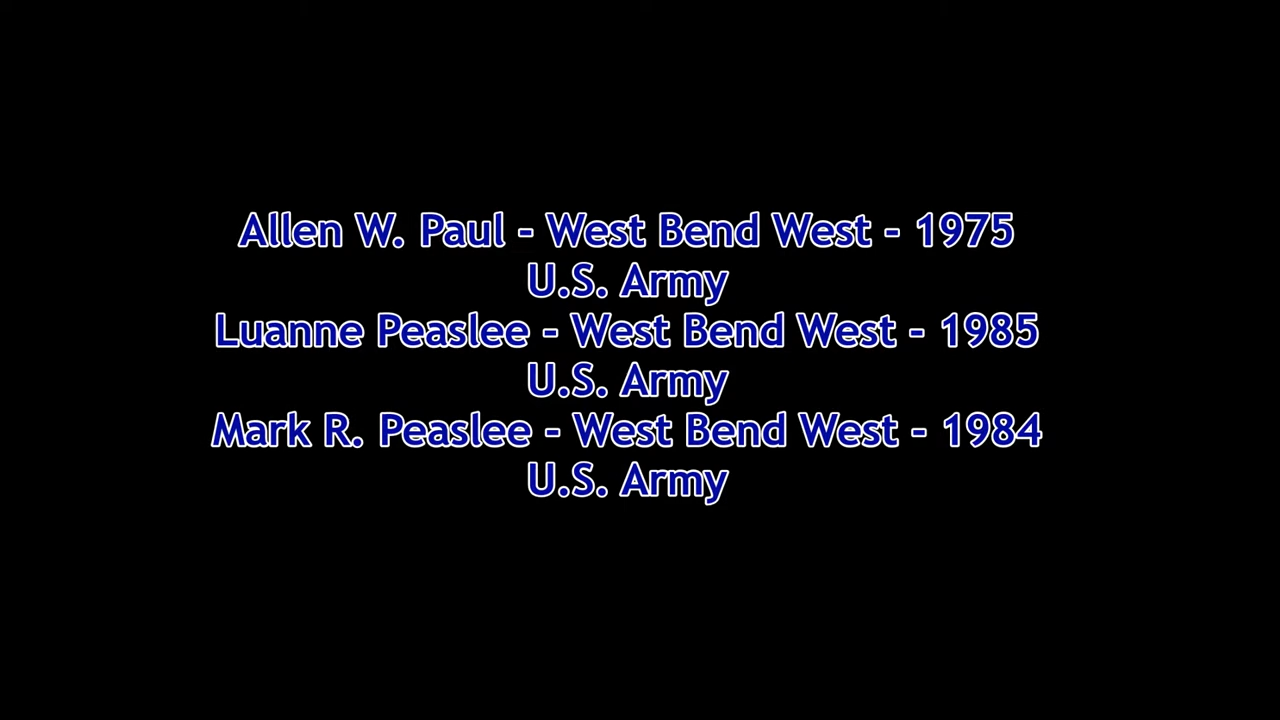 Allen W. Paul - West Bend West - 1975
U.S. Army
Luanne Peaslee - West Bend West - 1985
U.S. Army
Mark R. Peaslee - West Bend West - 1984
U.S. Army